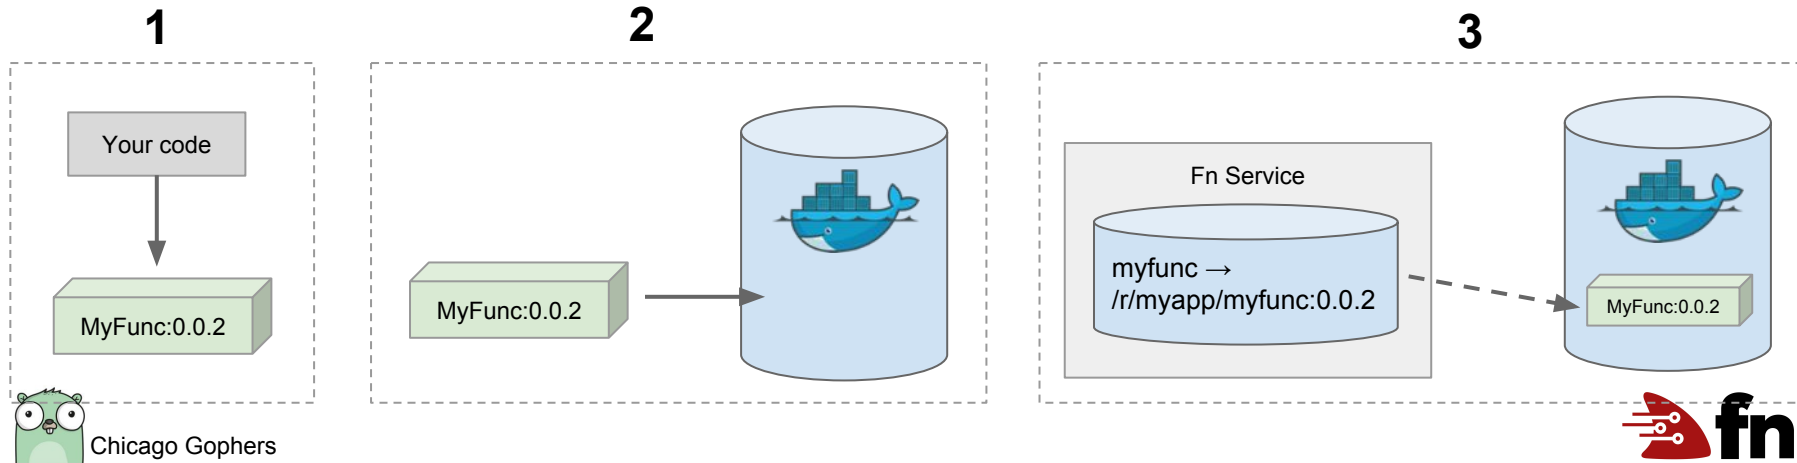 1
2
3
Your code
MyFunc:0.0.2
MyFunc:0.0.2
Fn Service
myfunc →
/r/myapp/myfunc:0.0.2
MyFunc:0.0.2
Chicago Gophers
fn